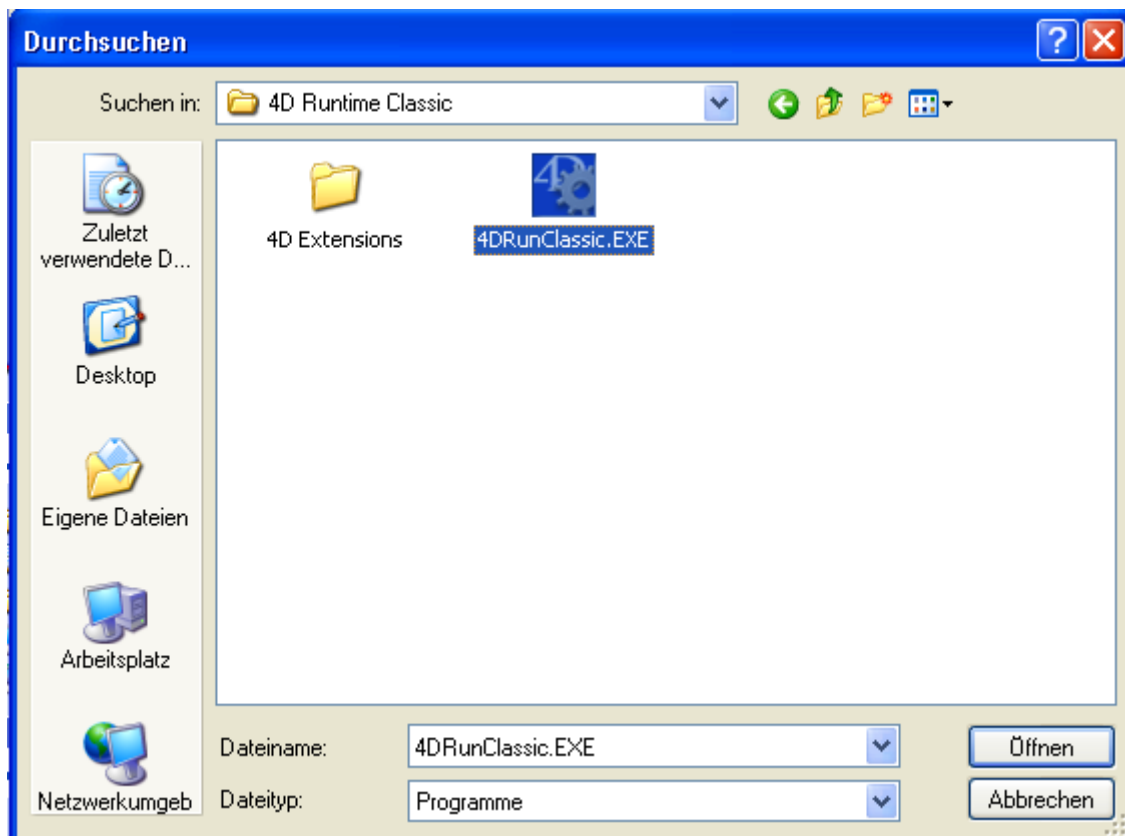 Durchsuchen
Suchen in:
4D Runtime Classic
Zuletzt
verwendete D...
Desktop
Eigene Dateien
Arbeitsplatz
Netzwerkumgeb
4D Extensions
4D
4DRunClassic.EXE
Dateiname:
4DRunClassic.EXE
Öffnen
Dateityp:
Programme
Abbrechen